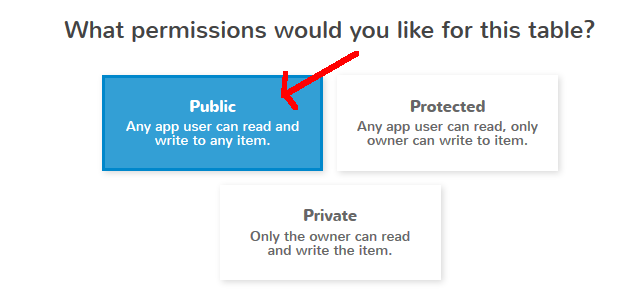 What permissions would you like for this table?
Public
Any app user can read and
write to any item.
Protected
Any app user can read, only
owner can write to item.
Private
Only the owner can read
and write the item.